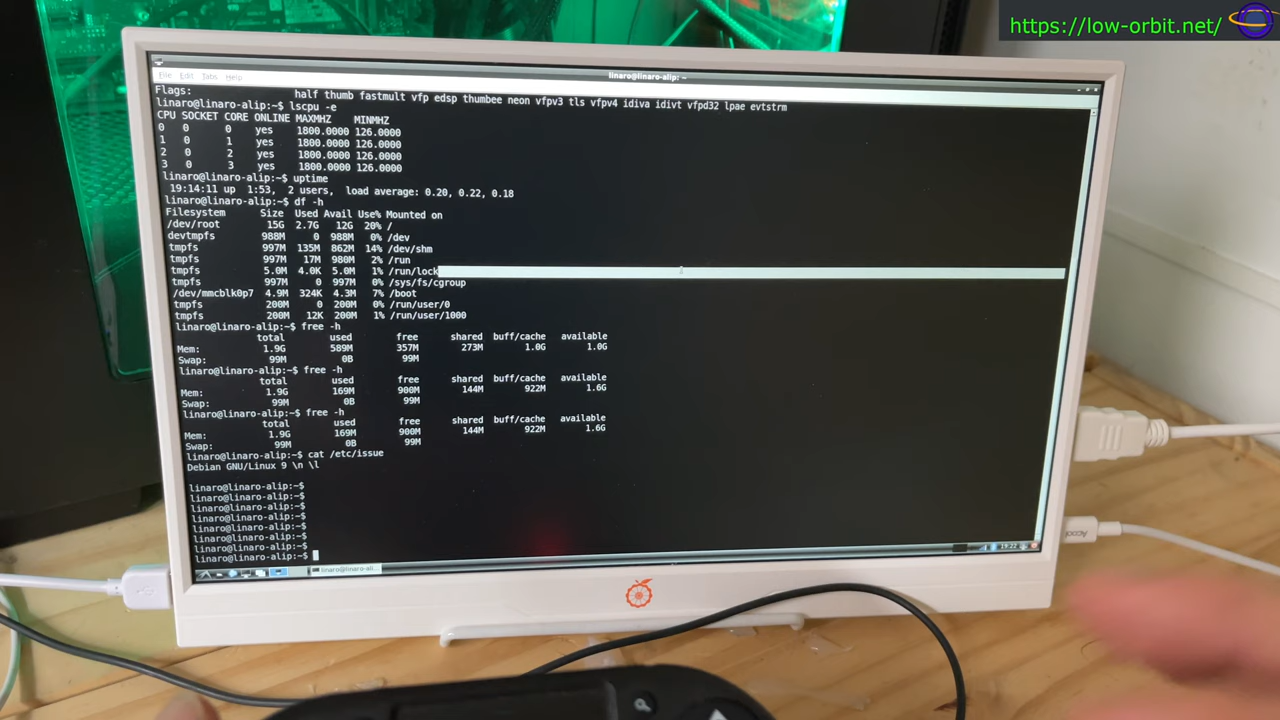 https://low-orbit.net/
linaro@linaro-alip: ~
File Edit Tabs Help
Flags: half thumb fastmult vfp edsp thumbee neon vfpv3 tls vfpv4 idiva idivt vfpd32 lpae evtstrm
linaro@linaro-alip:~$ lscpu -e
CPU SOCKET CORE ONLINE MAXMHZ MINMHZ
0 0 0 yes 1800.0000 126.0000
1 0 1 yes 1800.0000 126.0000
2 0 2 yes 1800.0000 126.0000
3 0 3 yes 1800.0000 126.0000
linaro@linaro-alip:~$ uptime
19:14:11 up 1:53, 2 users, load average: 0.20, 0.22, 0.18
linaro@linaro-alip:~$ df -h
Filesystem Size Used Avail Use% Mounted on
/dev/root 15G 2.7G 12G 20% /
devtmpfs 988M 0 988M 0% /dev
tmpfs 997M 135M 862M 14% /dev/shm
tmpfs 997M 17M 980M 2% /run
tmpfs 5.0M 4.0K 5.0M 1% /run/lock
tmpfs 997M 0 997M 0% /sys/fs/cgroup
/dev/mmcblk0p7 4.9M 324K 4.3M 7% /boot
tmpfs 200M 0 200M 0% /run/user/0
tmpfs 200M 12K 200M 1% /run/user/1000
linaro@linaro-alip:~$ free -h
total used free shared buff/cache available
Mem: 1.9G 589M 357M 273M 1.0G 1.0G
Swap: 99M 0B 99M
linaro@linaro-alip:~$ free -h
total used free shared buff/cache available
Mem: 1.9G 169M 900M 144M 922M 1.6G
Swap: 99M 0B 99M
linaro@linaro-alip:~$ free -h
total used free shared buff/cache available
Mem: 1.9G 169M 900M 144M 922M 1.6G
Swap: 99M 0B 99M
linaro@linaro-alip:~$ cat /etc/issue
Debian GNU/Linux 9 \n \l
linaro@linaro-alip:~$
linaro@linaro-alip:~$
linaro@linaro-alip:~$
linaro@linaro-alip:~$
linaro@linaro-alip:~$
linaro@linaro-alip:~$
linaro@linaro-alip:~$
linaro@linaro-ali...
19:22